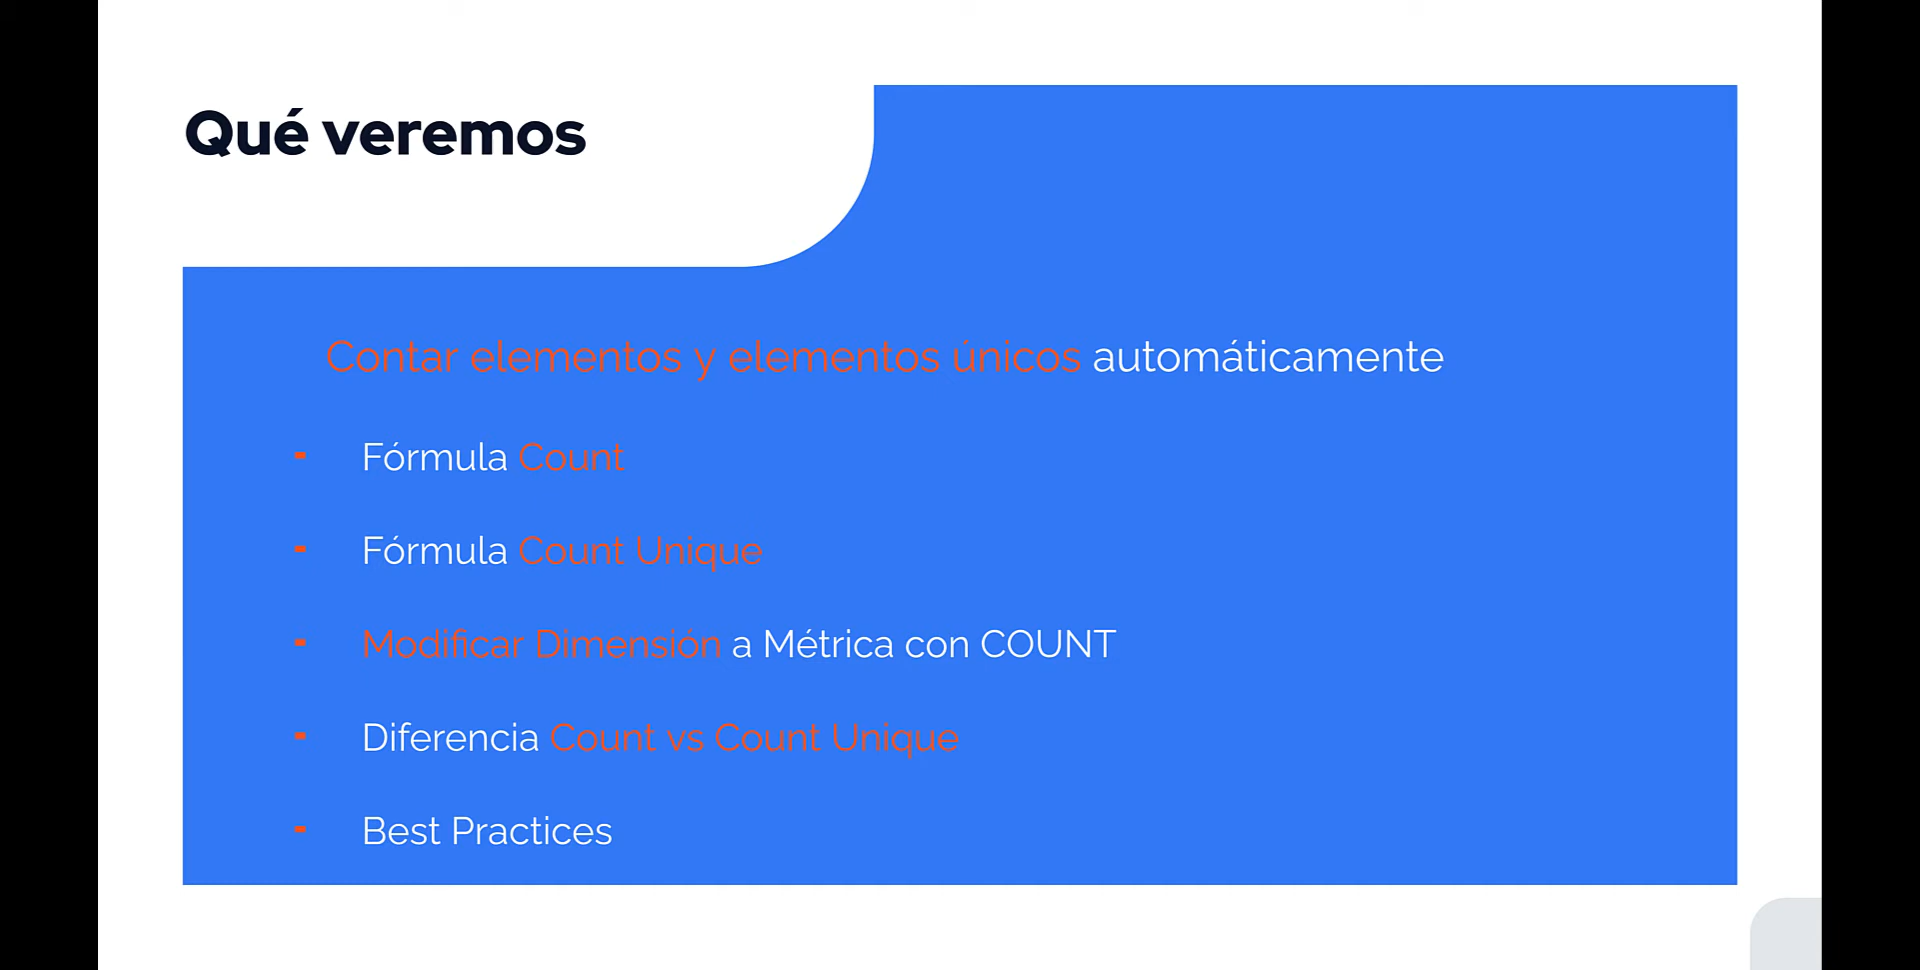 Qué veremos
Contar elementos y elementos únicos automáticamente
- Fórmula Count
- Fórmula Count Unique
- Modificar Dimensión a Métrica con COUNT
- Diferencia Count vs Count Unique
- Best Practices